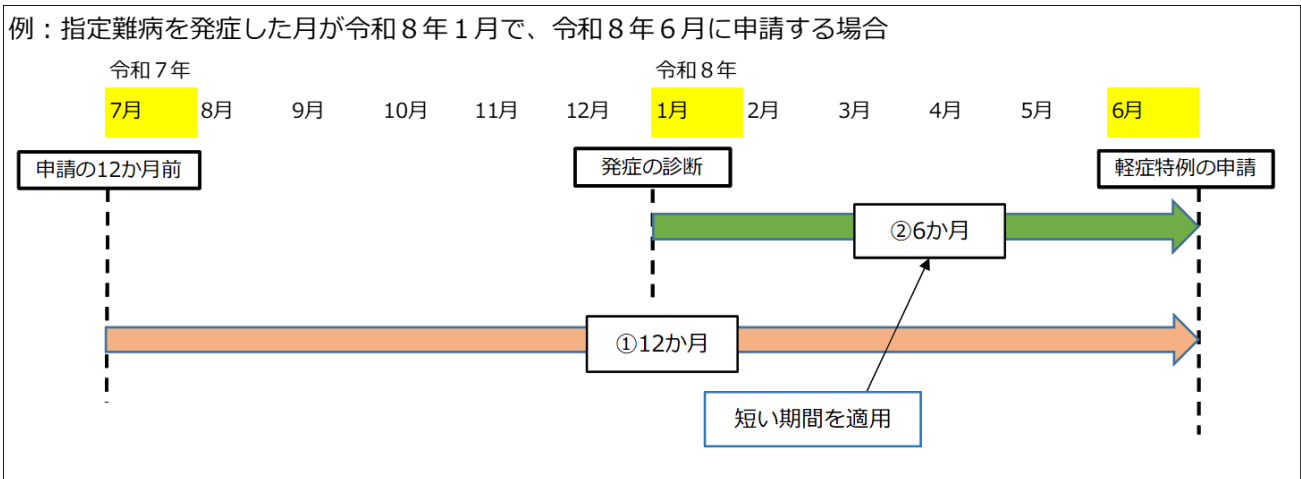 例：指定難病を発症した月が令和８年１月で、令和８年６月に申請する場合
令和７年 令和８年
7月 8月 9月 10月 11月 12月 1月 2月 3月 4月 5月 6月
申請の12か月前 発症の診断 軽症特例の申請
②6か月
①12か月
短い期間を適用